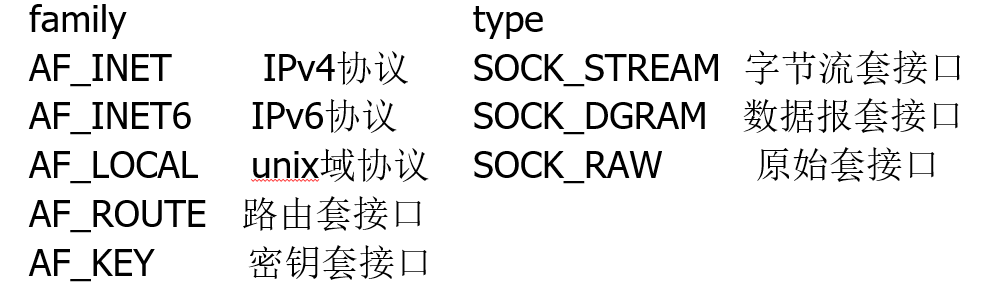 family type
AF_INET IPv4协议 SOCK_STREAM 字节流套接口
AF_INET6 IPv6协议 SOCK_DGRAM 数据报套接口
AF_LOCAL unix域协议 SOCK_RAW 原始套接口
AF_ROUTE 路由套接口
AF_KEY 密钥套接口